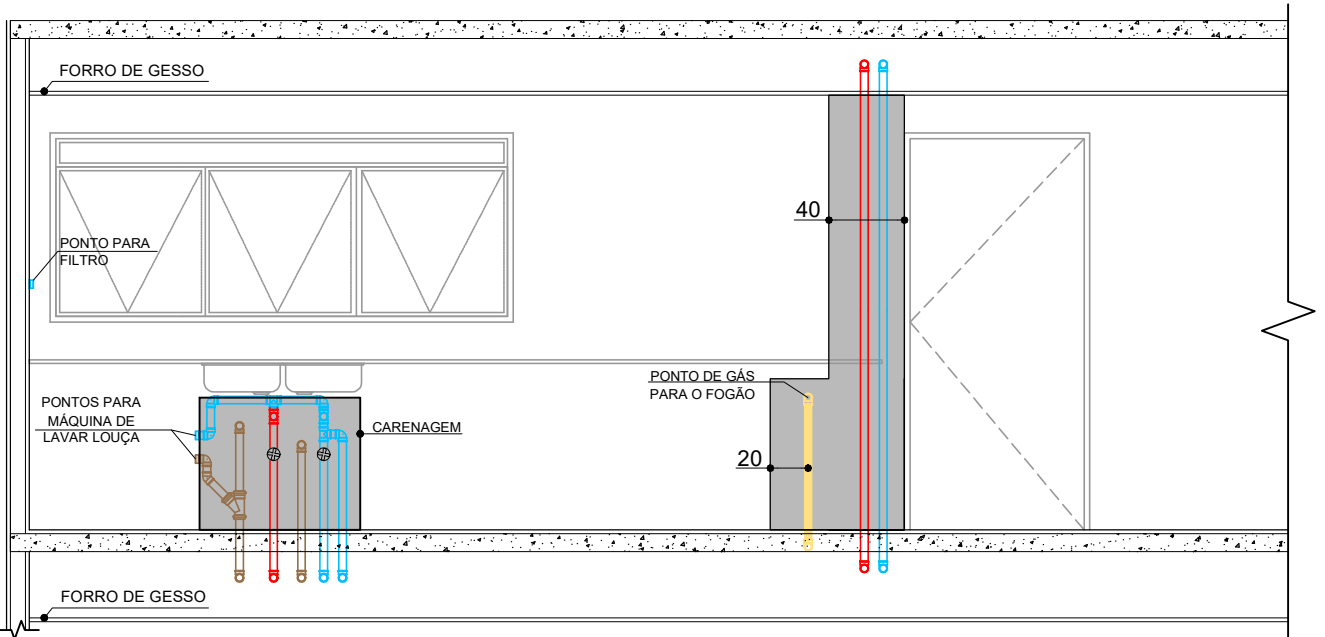 FORRO DE GESSO
40
PONTO PARA
FILTRO
PONTO DE GÁS
PARA O FOGÃO
PONTOS PARA
MÁQUINA DE
LAVAR LOUÇA
CARENAGEM
20
FORRO DE GESSO